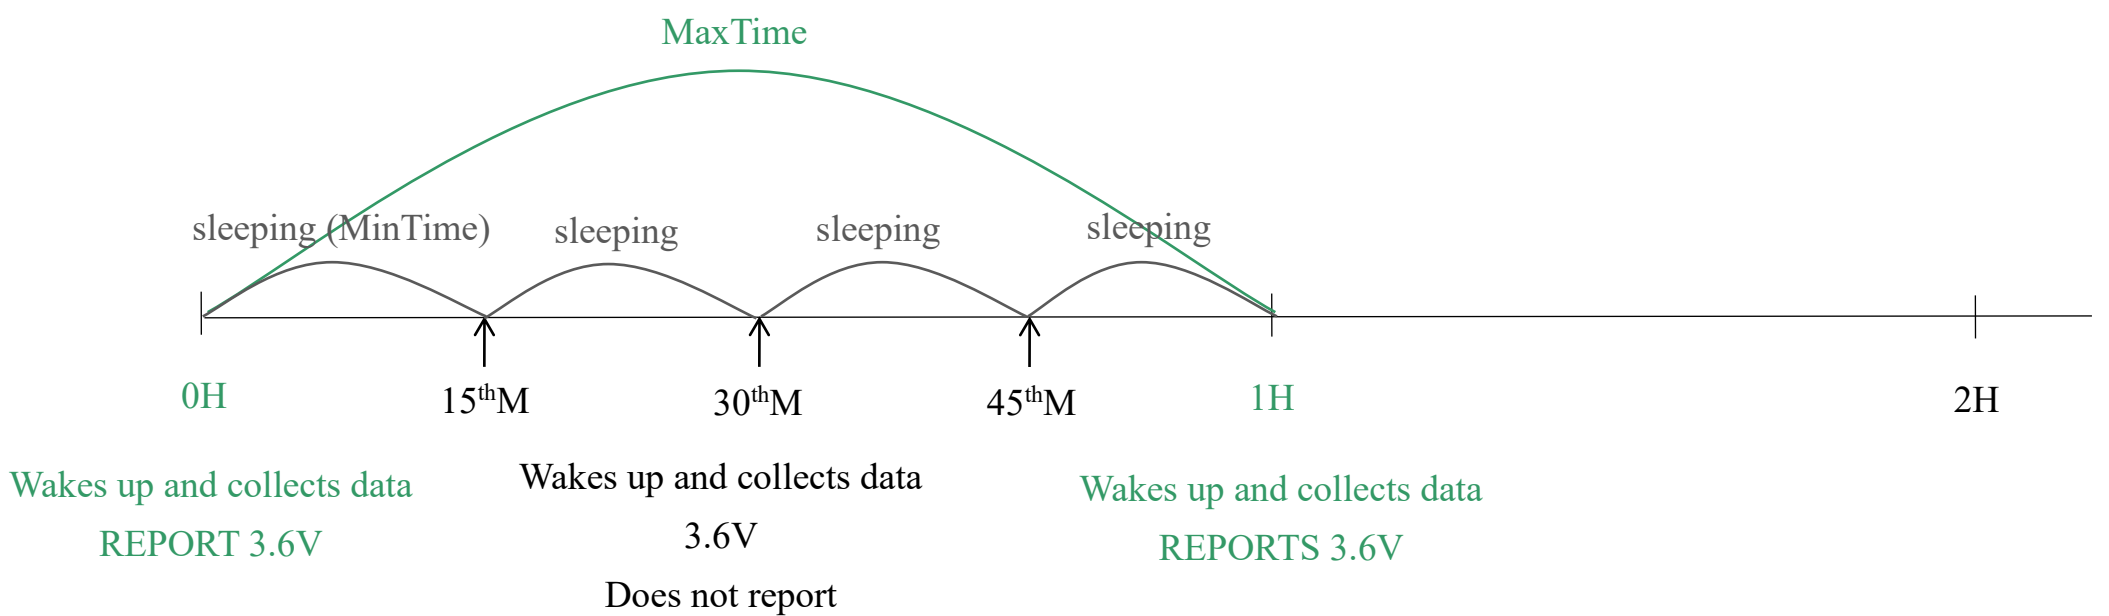 MaxTime
sleeping (MinTime)
sleeping
sleeping
sleeping
0H
15thM
30thM
45thM
1H
2H
Wakes up and collects data
REPORT 3.6V
Wakes up and collects data
3.6V
Does not report
Wakes up and collects data
REPORTS 3.6V